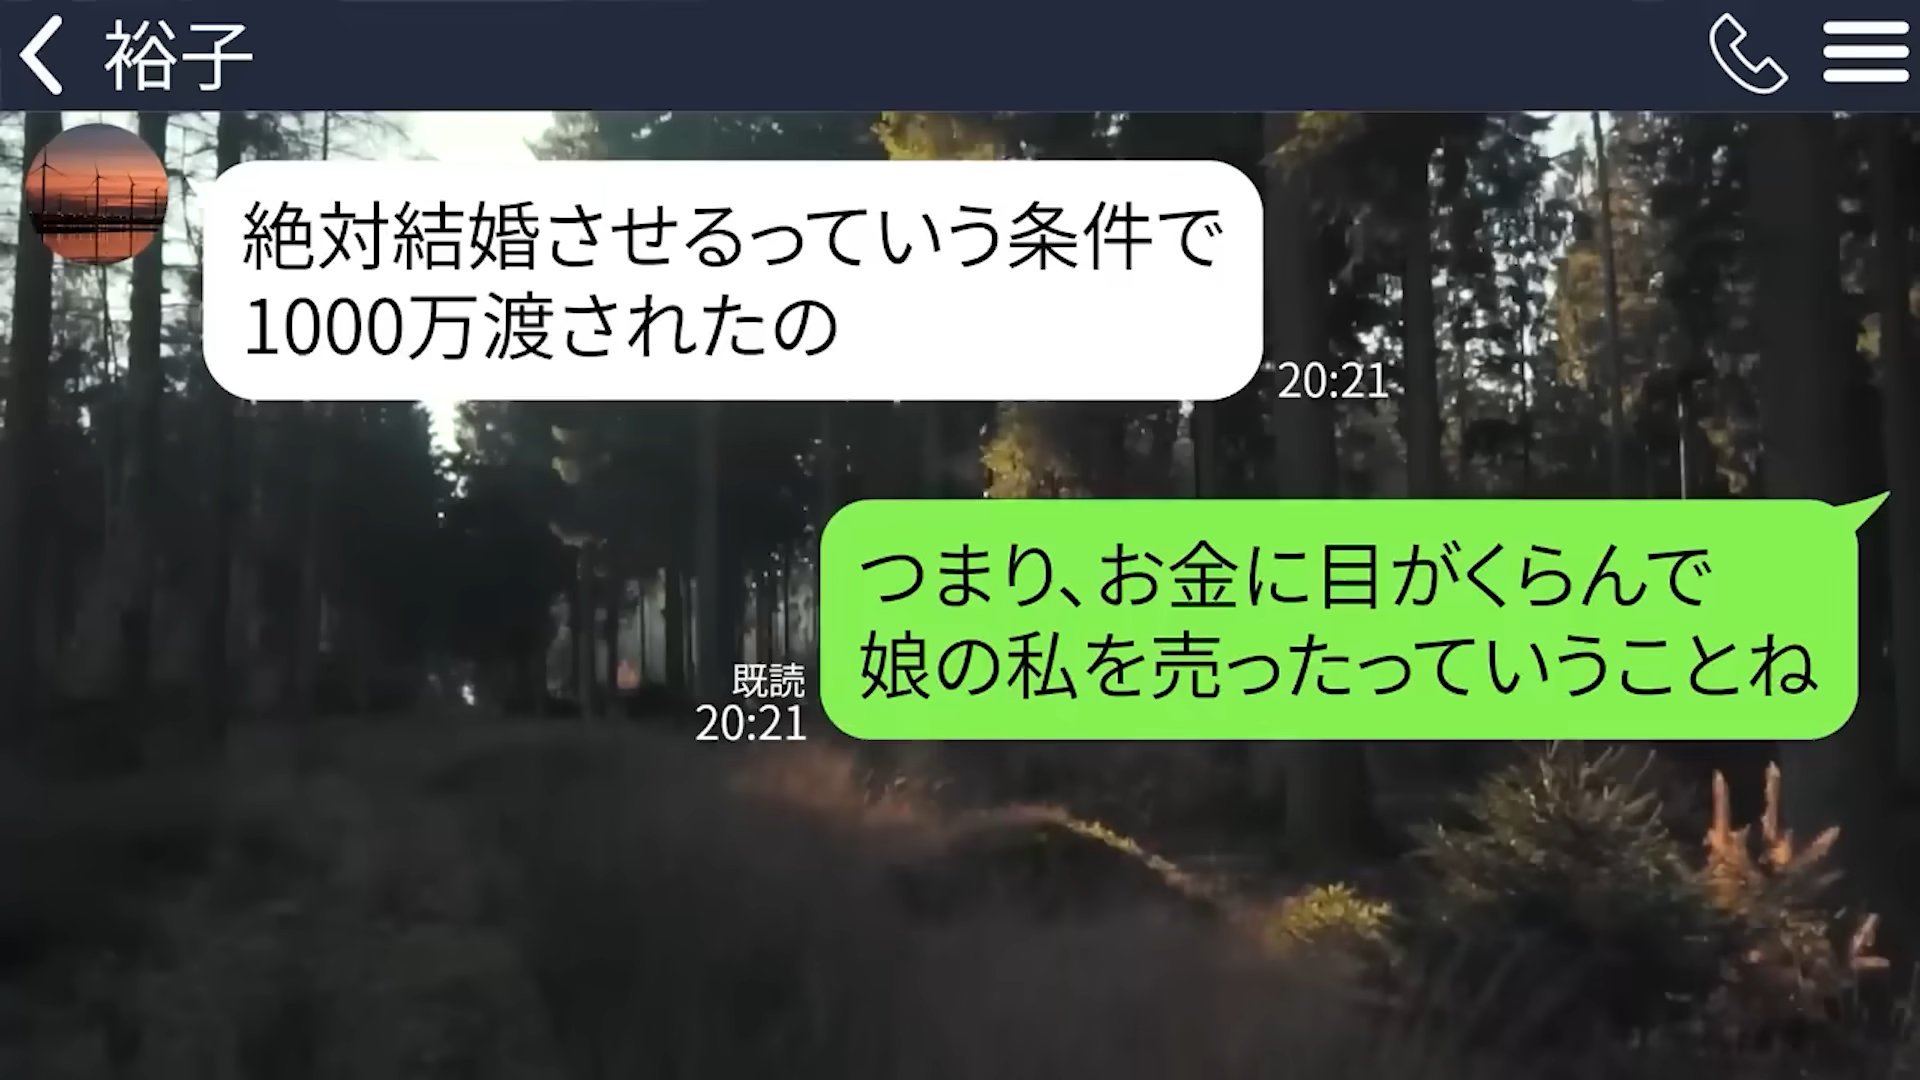 裕子
絶対結婚させるっていう条件で
1000万渡されたの
20:21
つまり、お金に目がくらんで
娘の私を売ったっていうことね
既読
20:21